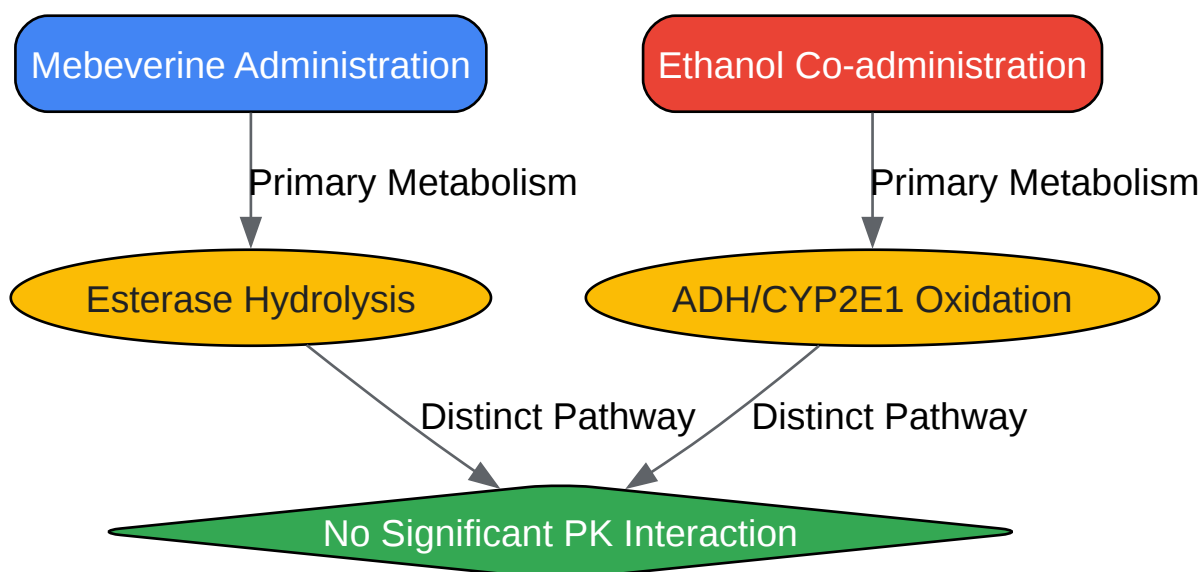 Mebeverine Administration
Ethanol Co-administration
Primary Metabolism
Primary Metabolism
Esterase Hydrolysis
ADH/CYP2E1 Oxidation
Distinct Pathway
Distinct Pathway
No Significant PK Interaction